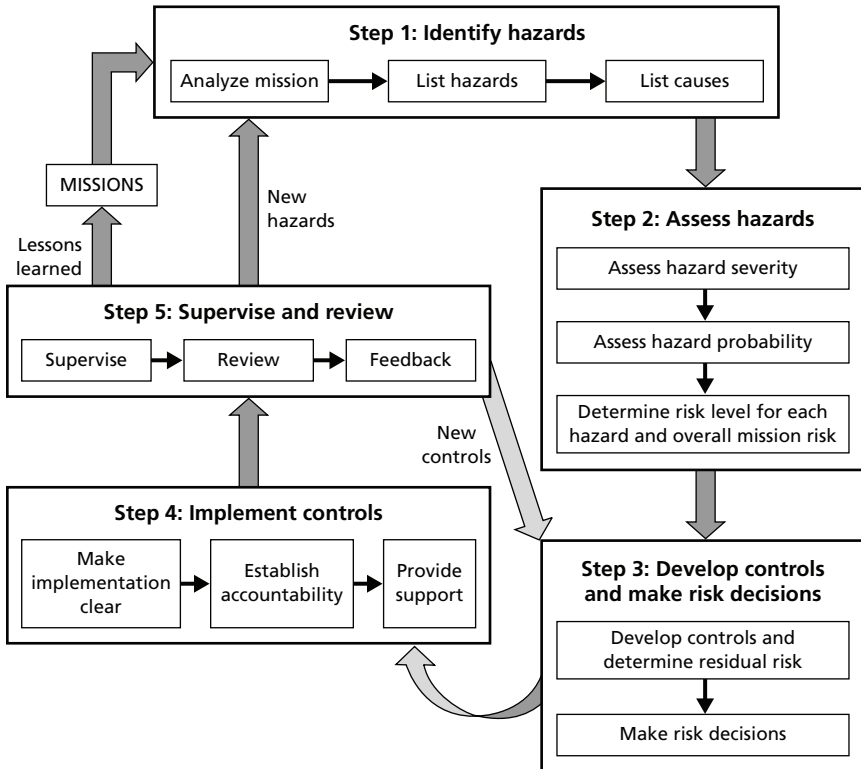 Step 1: Identify hazards
Analyze mission
List hazards
List causes
MISSIONS
New
hazards
Lessons
learned
Step 2: Assess hazards
Assess hazard severity
Assess hazard probability
Determine risk level for each
hazard and overall mission risk
Step 5: Supervise and review
Supervise
Review
Feedback
New
controls
Step 4: Implement controls
Make
implementation
clear
Establish
accountability
Provide
support
Step 3: Develop controls
and make risk decisions
Develop controls and
determine residual risk
Make risk decisions